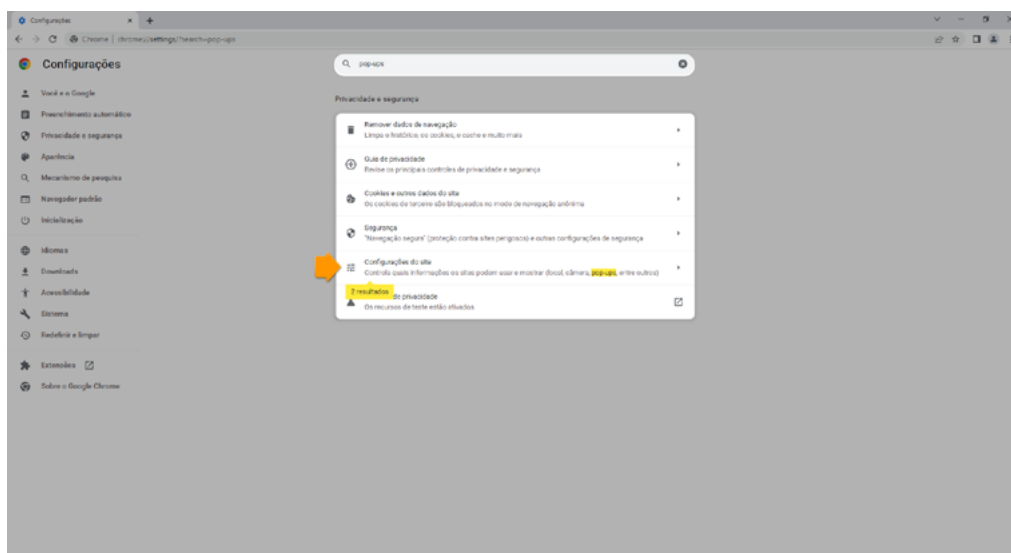 Configurações
Chrome | chrome://settings/?search=pop-ups
Configurações
pop-ups
Você e o Google
Preenchimento automático
Privacidade e segurança
Aparência
Mecanismo de pesquisa
Navegador padrão
Inicialização
Idiomas
Downloads
Acessibilidade
Sistema
Redefinir e limpar
Extensões
Sobre o Google Chrome
Privacidade e segurança
Remover dados de navegação
Limpe o histórico, os cookies, o cache e muito mais
Guia de privacidade
Revise os principais controles de privacidade e segurança
Cookies e outros dados do site
Os cookies de terceiro são bloqueados no modo de navegação anônima
Segurança
"Navegação segura" (proteção contra sites perigosos) e outras configurações de segurança
Configurações do site
Controla quais informações os sites podem usar e mostrar (local, câmera, pop-ups, entre outros)
2 resultados
de privacidade
Os recursos de teste estão ativados